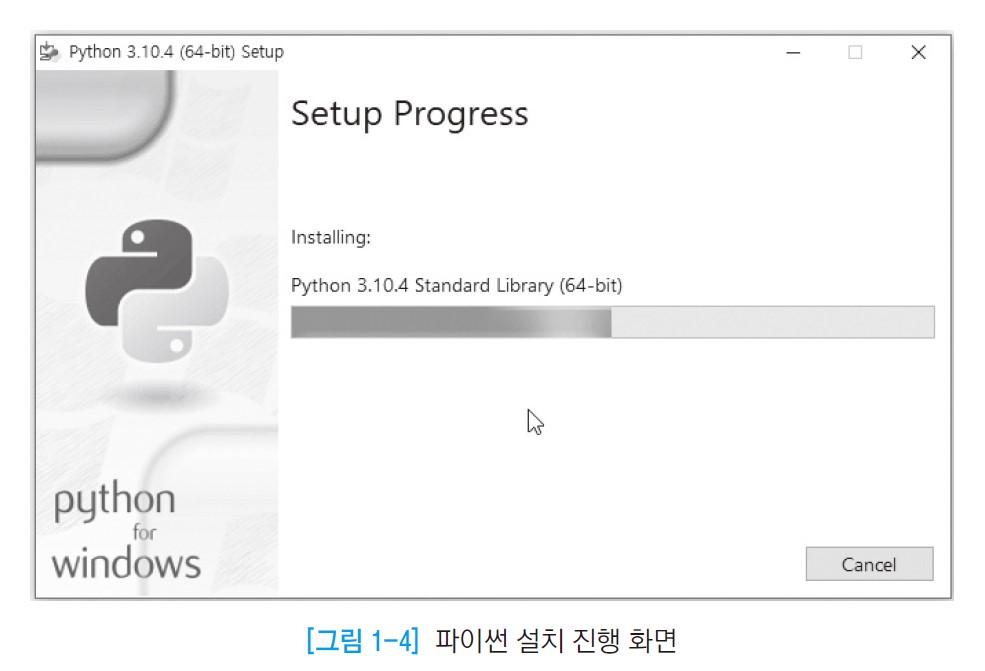 Python 3.10.4 (64-bit) Setup
Setup Progress
Installing:
Python 3.10.4 Standard Library (64-bit)
python
for
windows
Cancel
[그림 1-4] 파이썬 설치 진행 화면